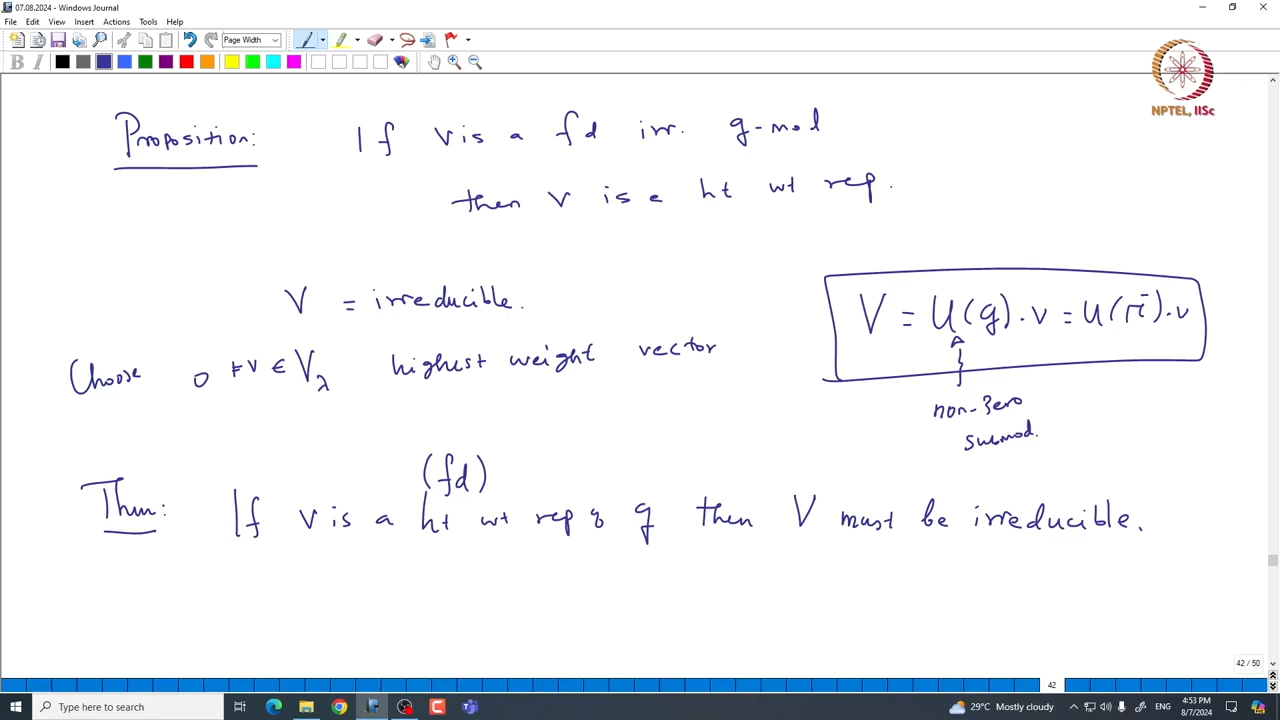 07.08.2024 - Windows Journal
File Edit View Insert Actions Tools Help
Page Width
NPTEL, IISc
Proposition: If V is a fd irr. g-mod
then V is a ht wt rep.
V = irreducible.
V = U(g).v = U(n⁻).v
Choose 0 ≠ v ∈ V_λ highest weight vector
non-zero
submod.
(fd)
Thm: If V is a ht wt rep of g then V must be irreducible.
42 / 50
42
Type here to search
29°C Mostly cloudy
ENG
4:53 PM
8/7/2024